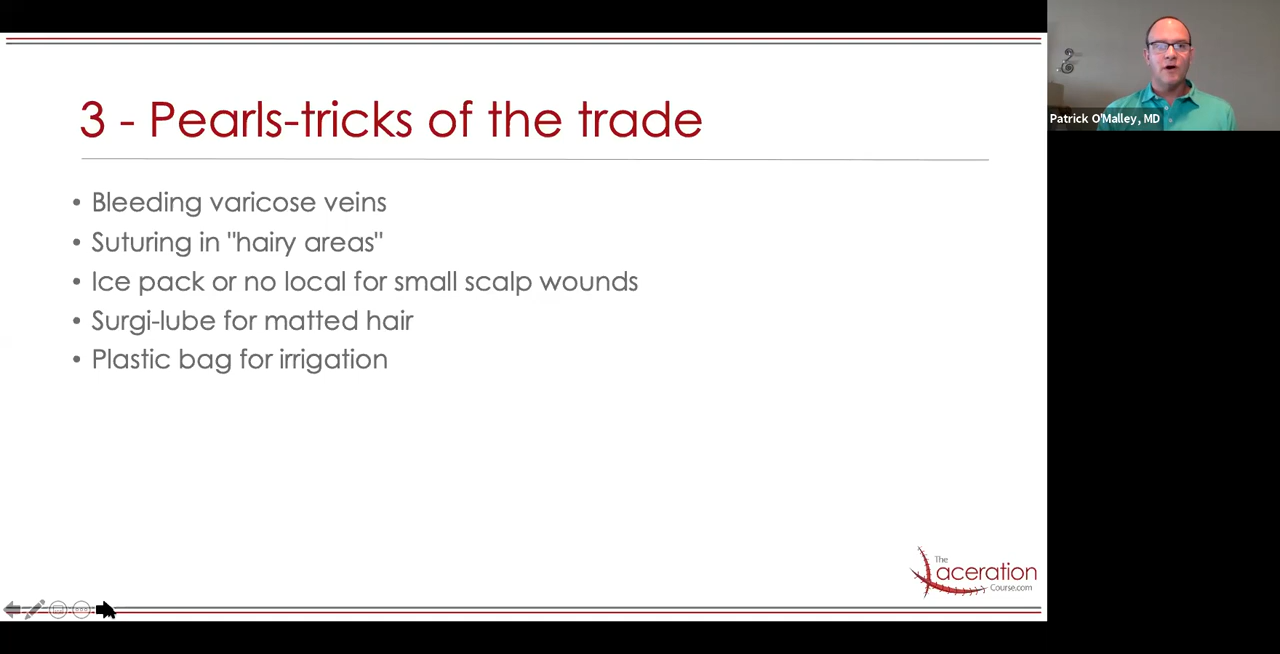 3 - Pearls-tricks of the trade
• Bleeding varicose veins
• Suturing in "hairy areas"
• Ice pack or no local for small scalp wounds
• Surgi-lube for matted hair
• Plastic bag for irrigation
The
Laceration
Course.com
Patrick O'Malley, MD